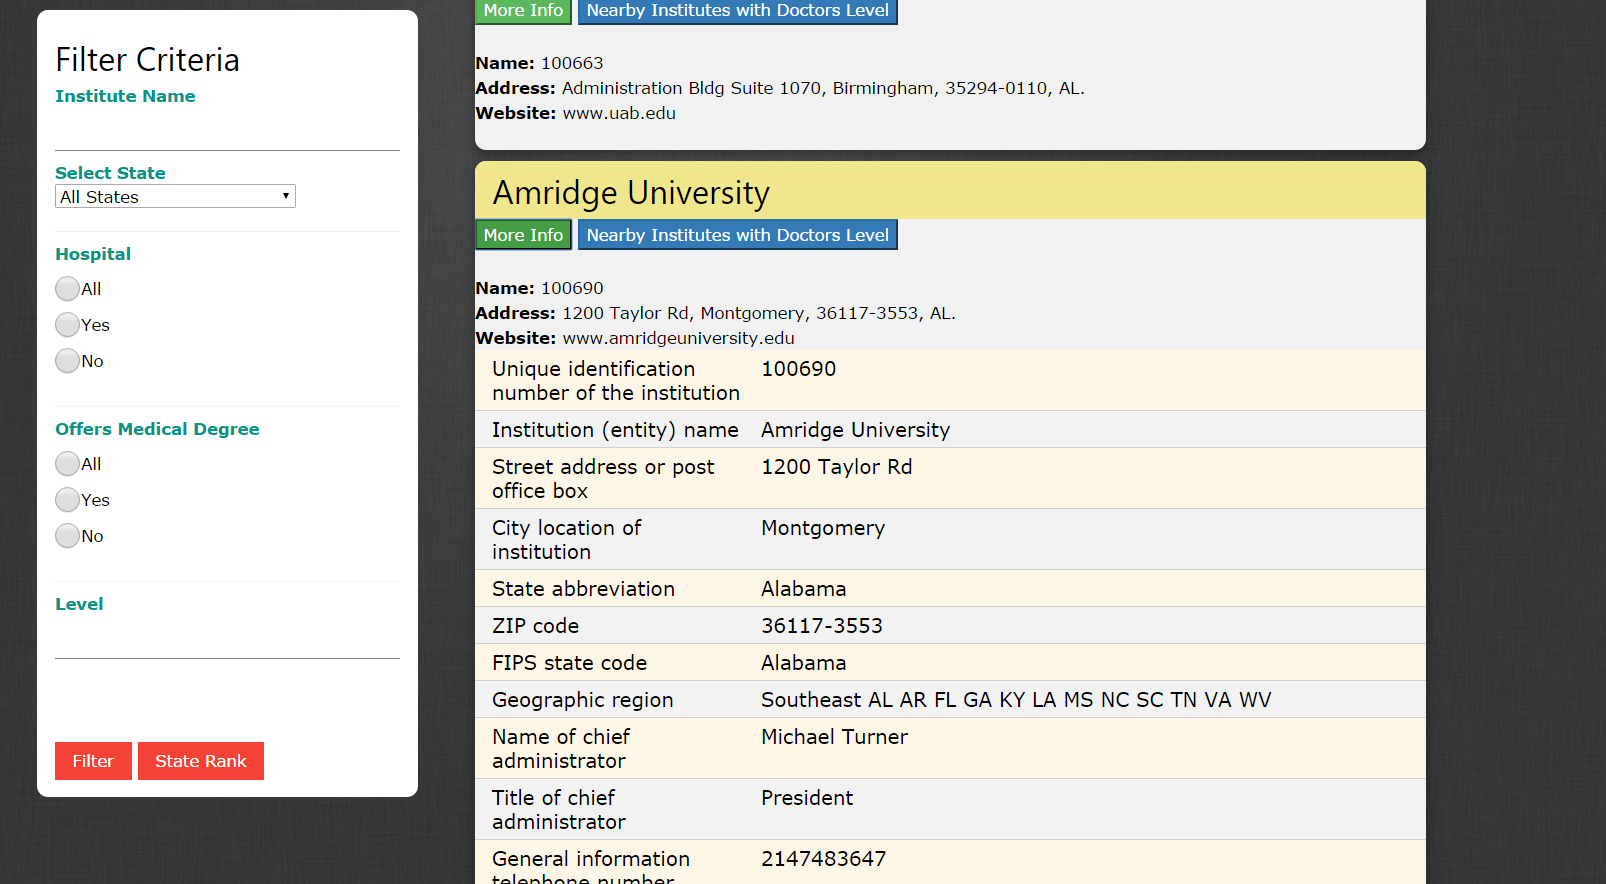 Filter Criteria
Institute Name
Select State
All States
Hospital
All
Yes
No
Offers Medical Degree
All
Yes
No
Level
Filter State Rank
More Info Nearby Institutes with Doctors Level
Name: 100663
Address: Administration Bldg Suite 1070, Birmingham, 35294-0110, AL.
Website: www.uab.edu
Amridge University
More Info Nearby Institutes with Doctors Level
Name: 100690
Address: 1200 Taylor Rd, Montgomery, 36117-3553, AL.
Website: www.amridgeuniversity.edu
Unique identification 100690
number of the institution
Institution (entity) name Amridge University
Street address or post 1200 Taylor Rd
office box
City location of Montgomery
institution
State abbreviation Alabama
ZIP code 36117-3553
FIPS state code Alabama
Geographic region Southeast AL AR FL GA KY LA MS NC SC TN VA WV
Name of chief Michael Turner
administrator
Title of chief President
administrator
General information 2147483647
telephone number